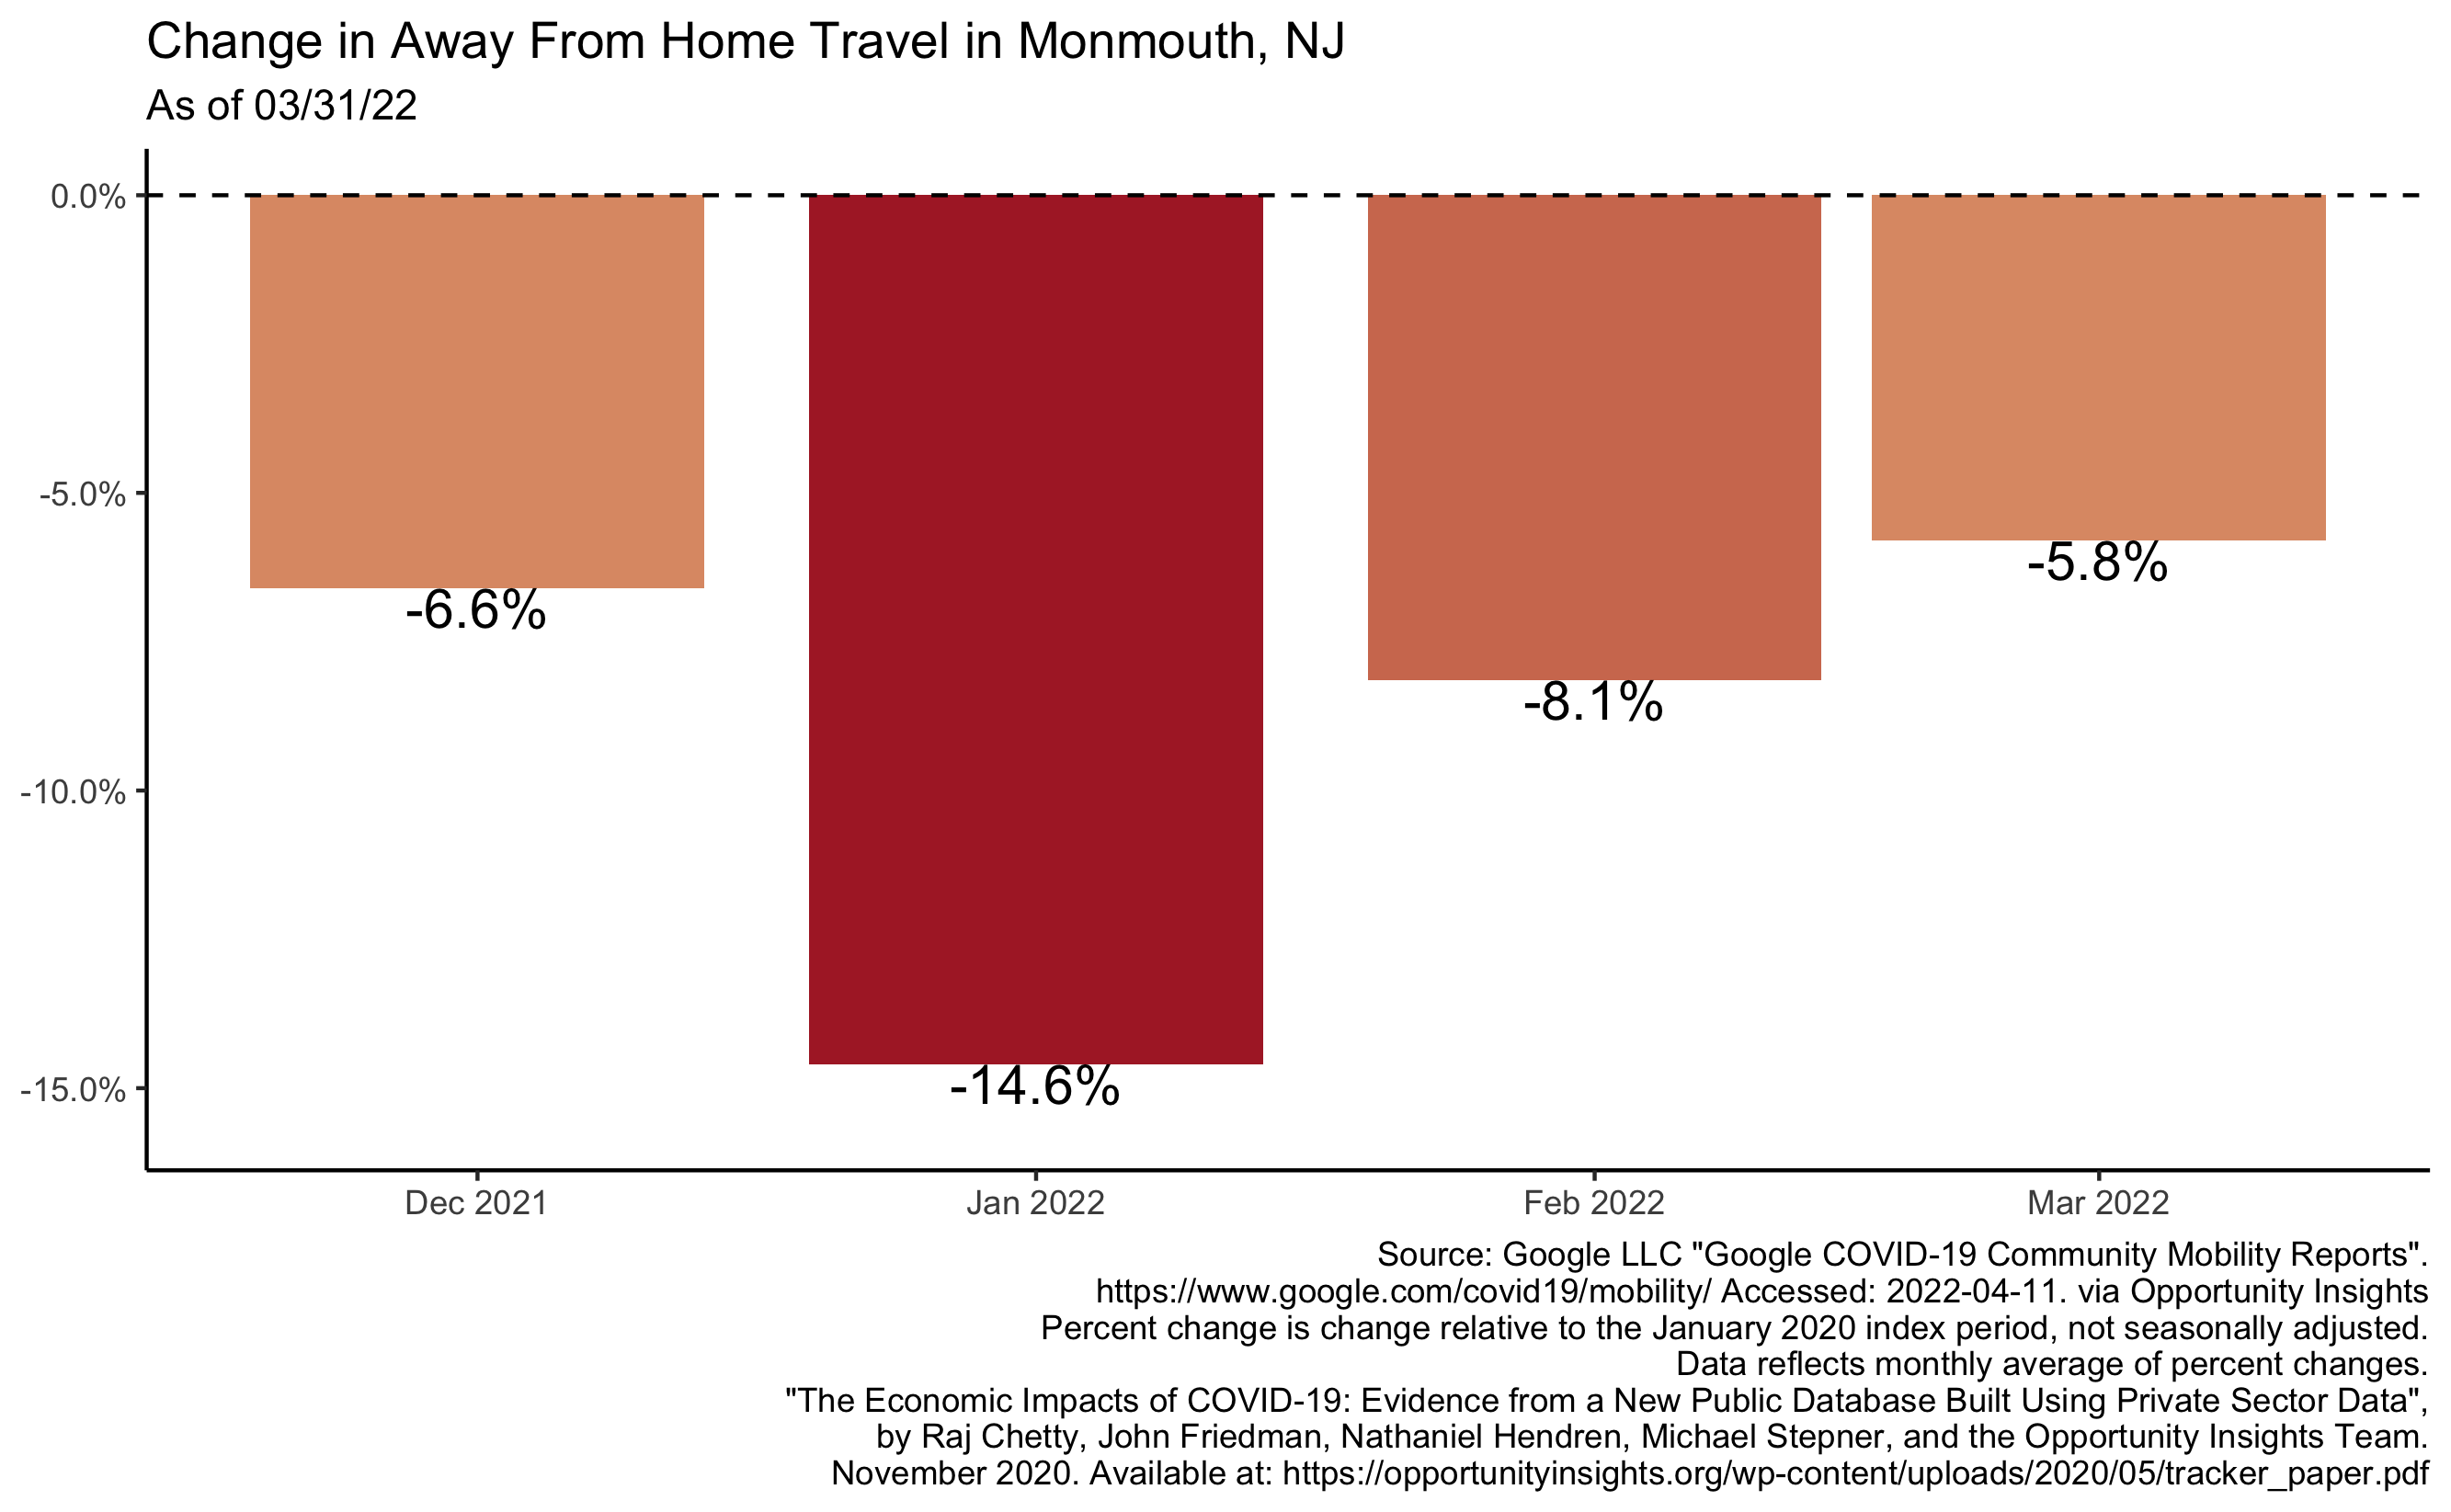 Change in Away From Home Travel in Monmouth, NJ
As of 03/31/22
0.0%
-5.0%
-10.0%
-15.0%
-6.6%
-14.6%
-8.1%
-5.8%
Dec 2021
Jan 2022
Feb 2022
Mar 2022
Source: Google LLC "Google COVID-19 Community Mobility Reports".
https://www.google.com/covid19/mobility/ Accessed: 2022-04-11. via Opportunity Insights
Percent change is change relative to the January 2020 index period, not seasonally adjusted.
Data reflects monthly average of percent changes.
"The Economic Impacts of COVID-19: Evidence from a New Public Database Built Using Private Sector Data",
by Raj Chetty, John Friedman, Nathaniel Hendren, Michael Stepner, and the Opportunity Insights Team.
November 2020. Available at: https://opportunityinsights.org/wp-content/uploads/2020/05/tracker_paper.pdf